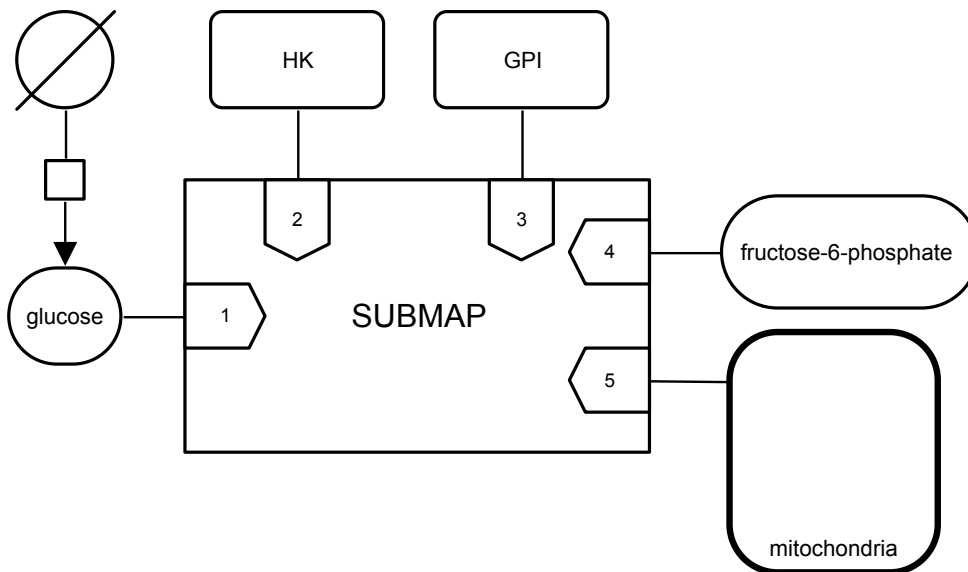 HK
GPI
2
3
4
fructose-6-phosphate
glucose
1
SUBMAP
5
mitochondria